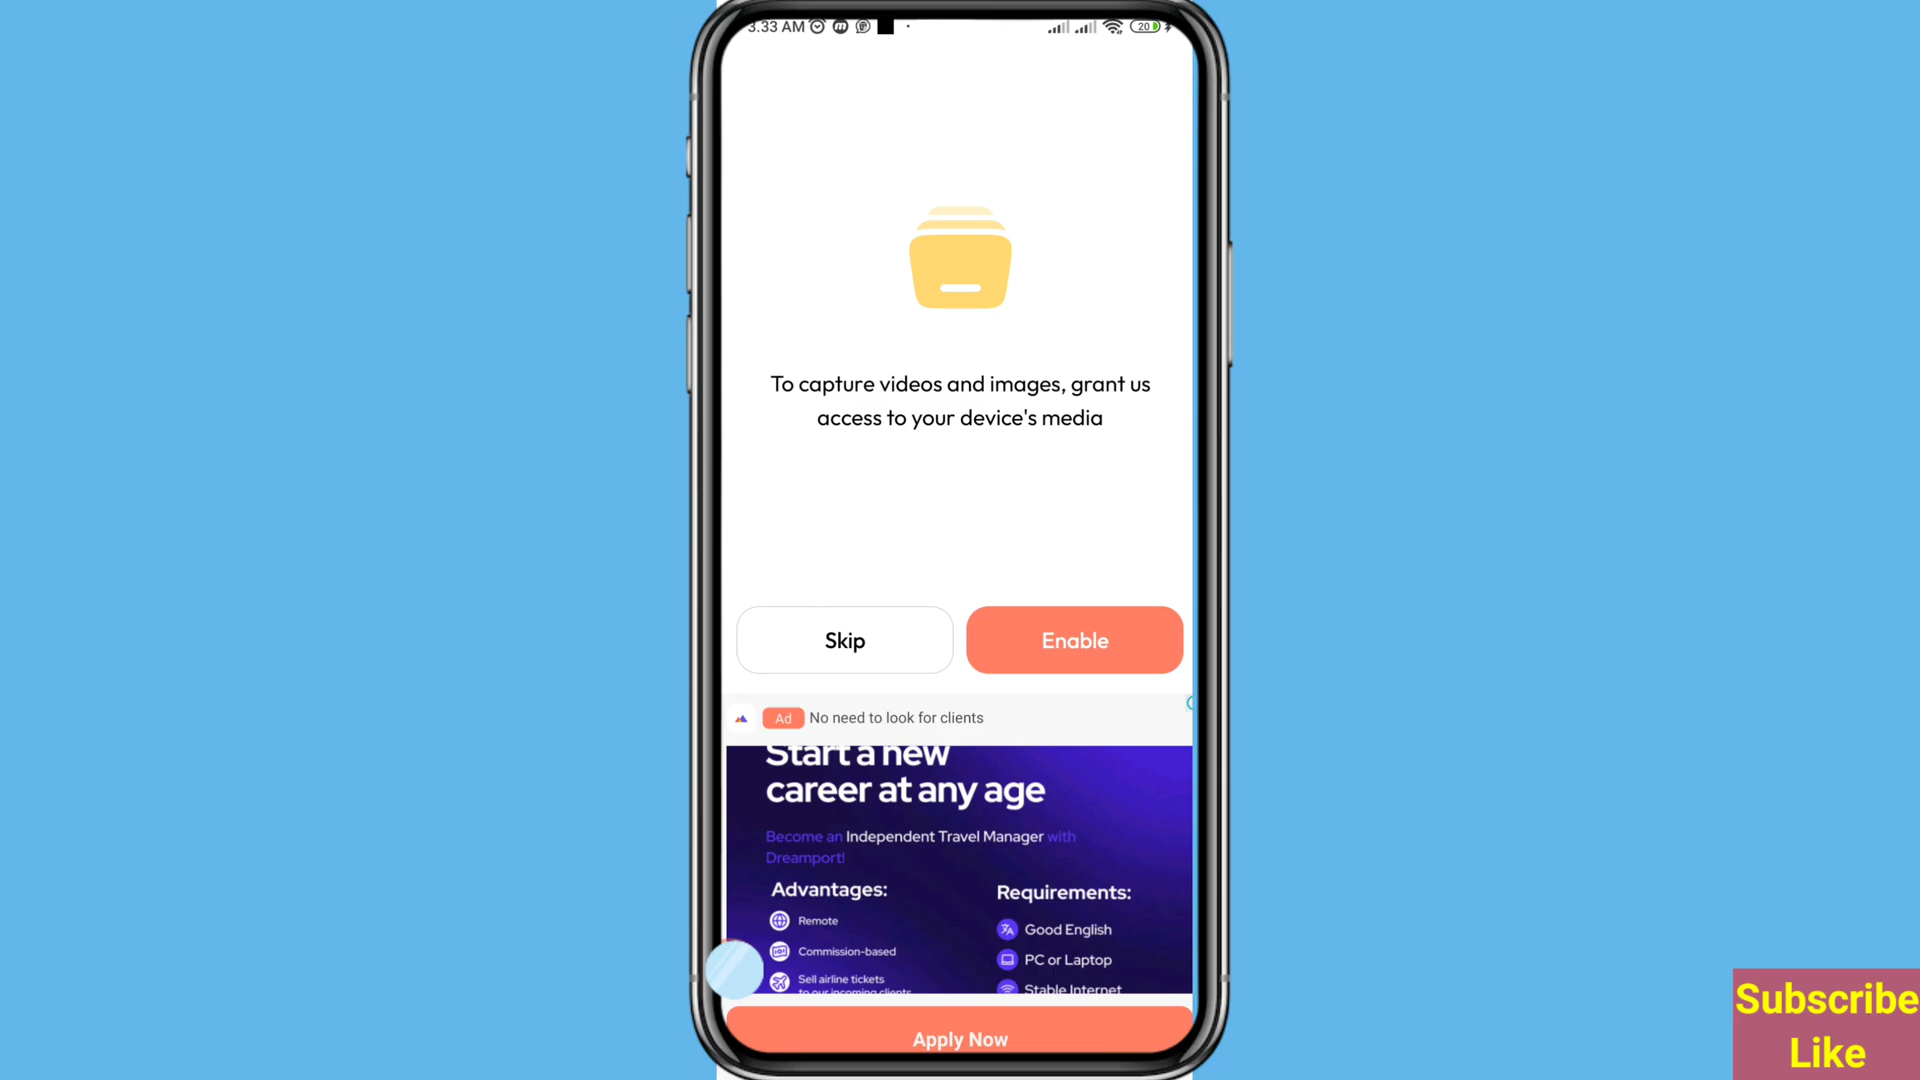 3.33 AM
20
To capture videos and images, grant us
access to your device's media
Skip
Enable
Ad No need to look for clients
Start a new
career at any age
Become an Independent Travel Manager with
Dreamport!
Advantages:
Remote
Commission-based
Sell airline tickets
to our incoming clients
Requirements:
Good English
PC or Laptop
Stable Internet
Apply Now
Subscribe
Like